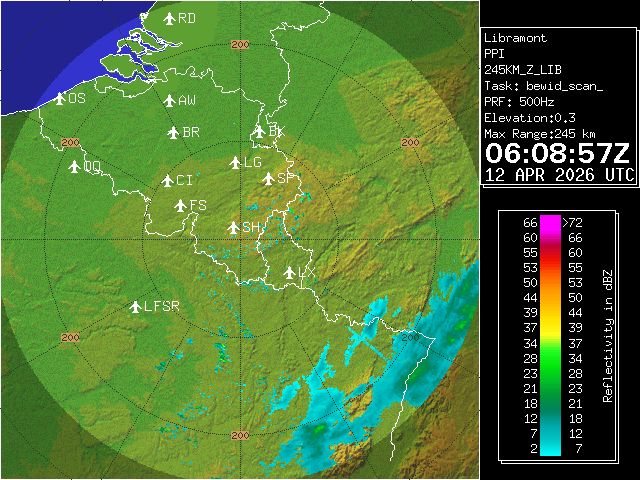 RD
200
OS
AW
BR
BK
200
200
QQ
LG
CI
SP
FS
SH
LX
LFSR
200
200
200
Libramont
PPI
245KM_Z_LIB
Task: bewid_scan_
PRF: 500Hz
Elevation:0.3
Max Range:245 km
06:08:57Z
12 APR 2026 UTC
66 >72
60 66
55 60
53 55
50 53
44 50
39 44
37 39
34 37
28 34
23 28
21 23
18 21
12 18
7 12
2 7
Reflectivity in dBZ